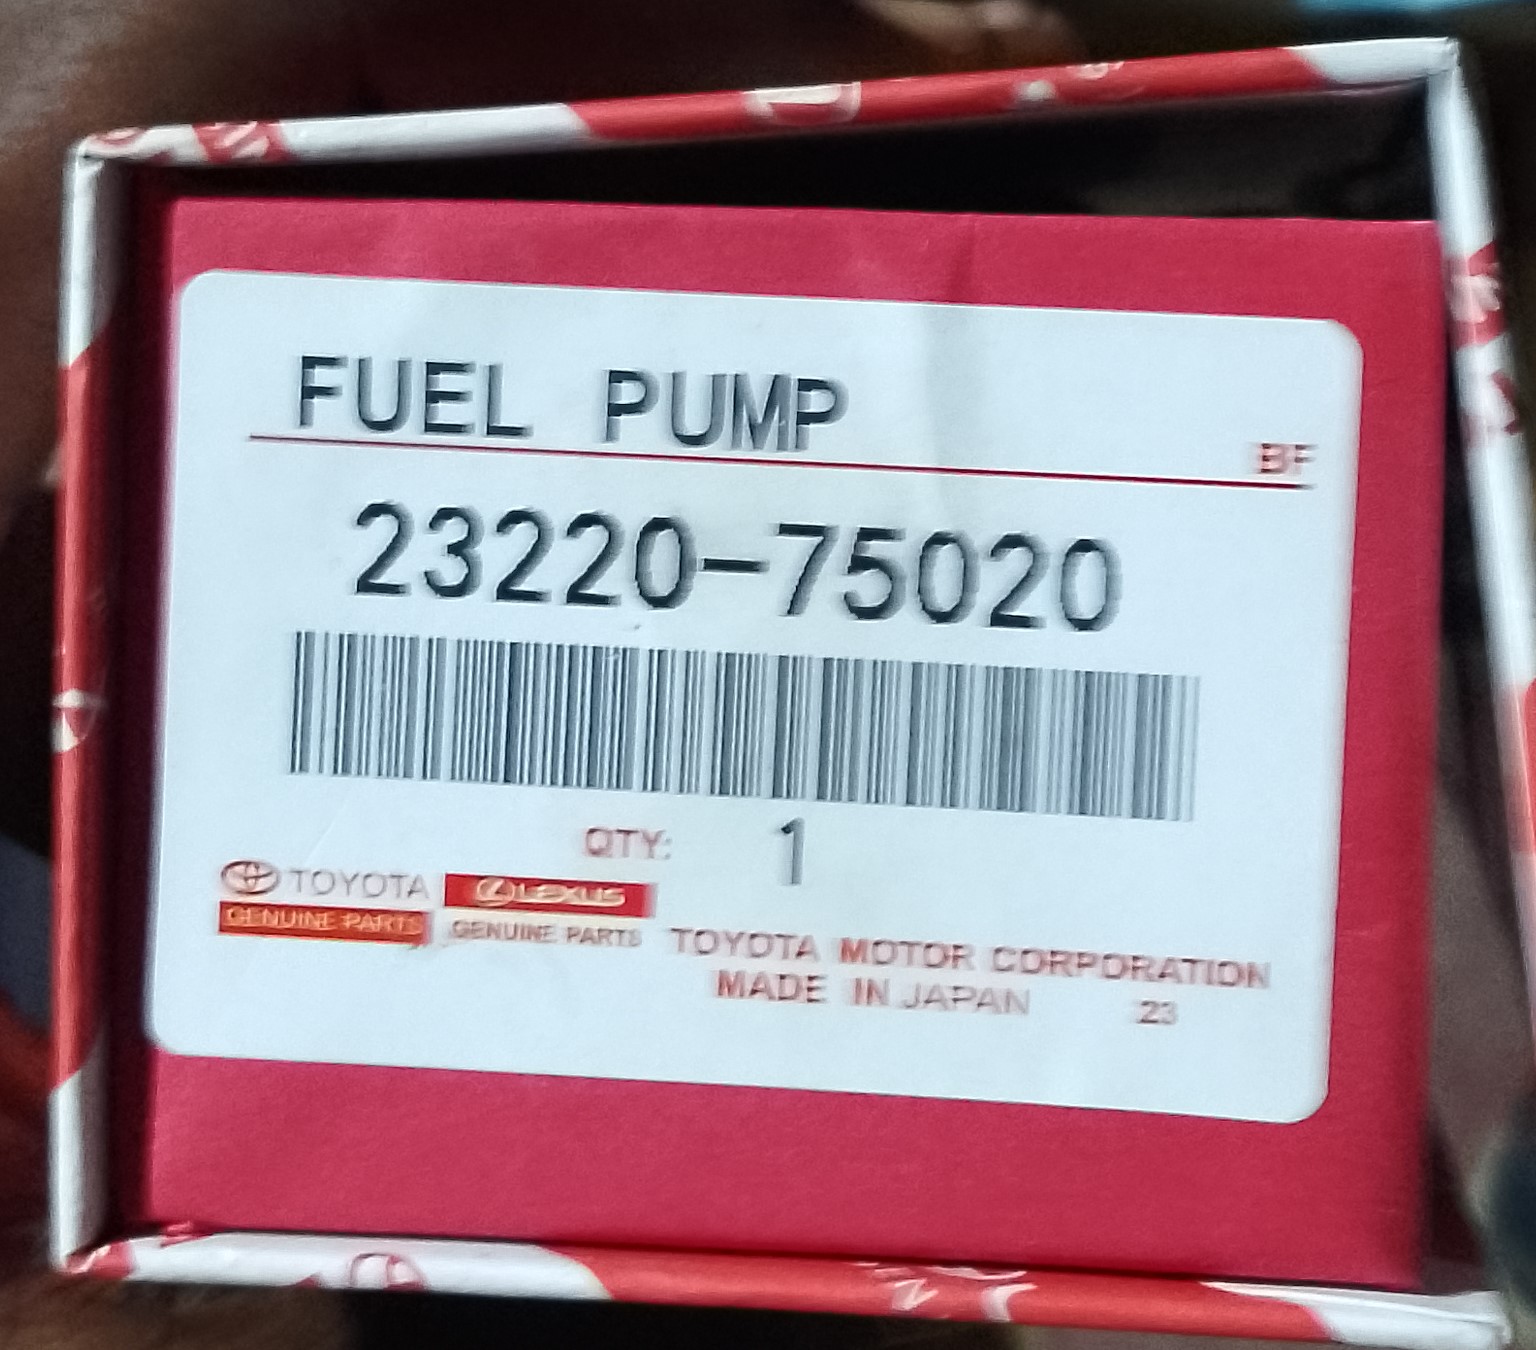 FUEL PUMP
BF
23220-75020
QTY: 1
TOYOTA
GENUINE PARTS
LEXUS
GENUINE PARTS
TOYOTA MOTOR CORPORATION
MADE IN JAPAN 23